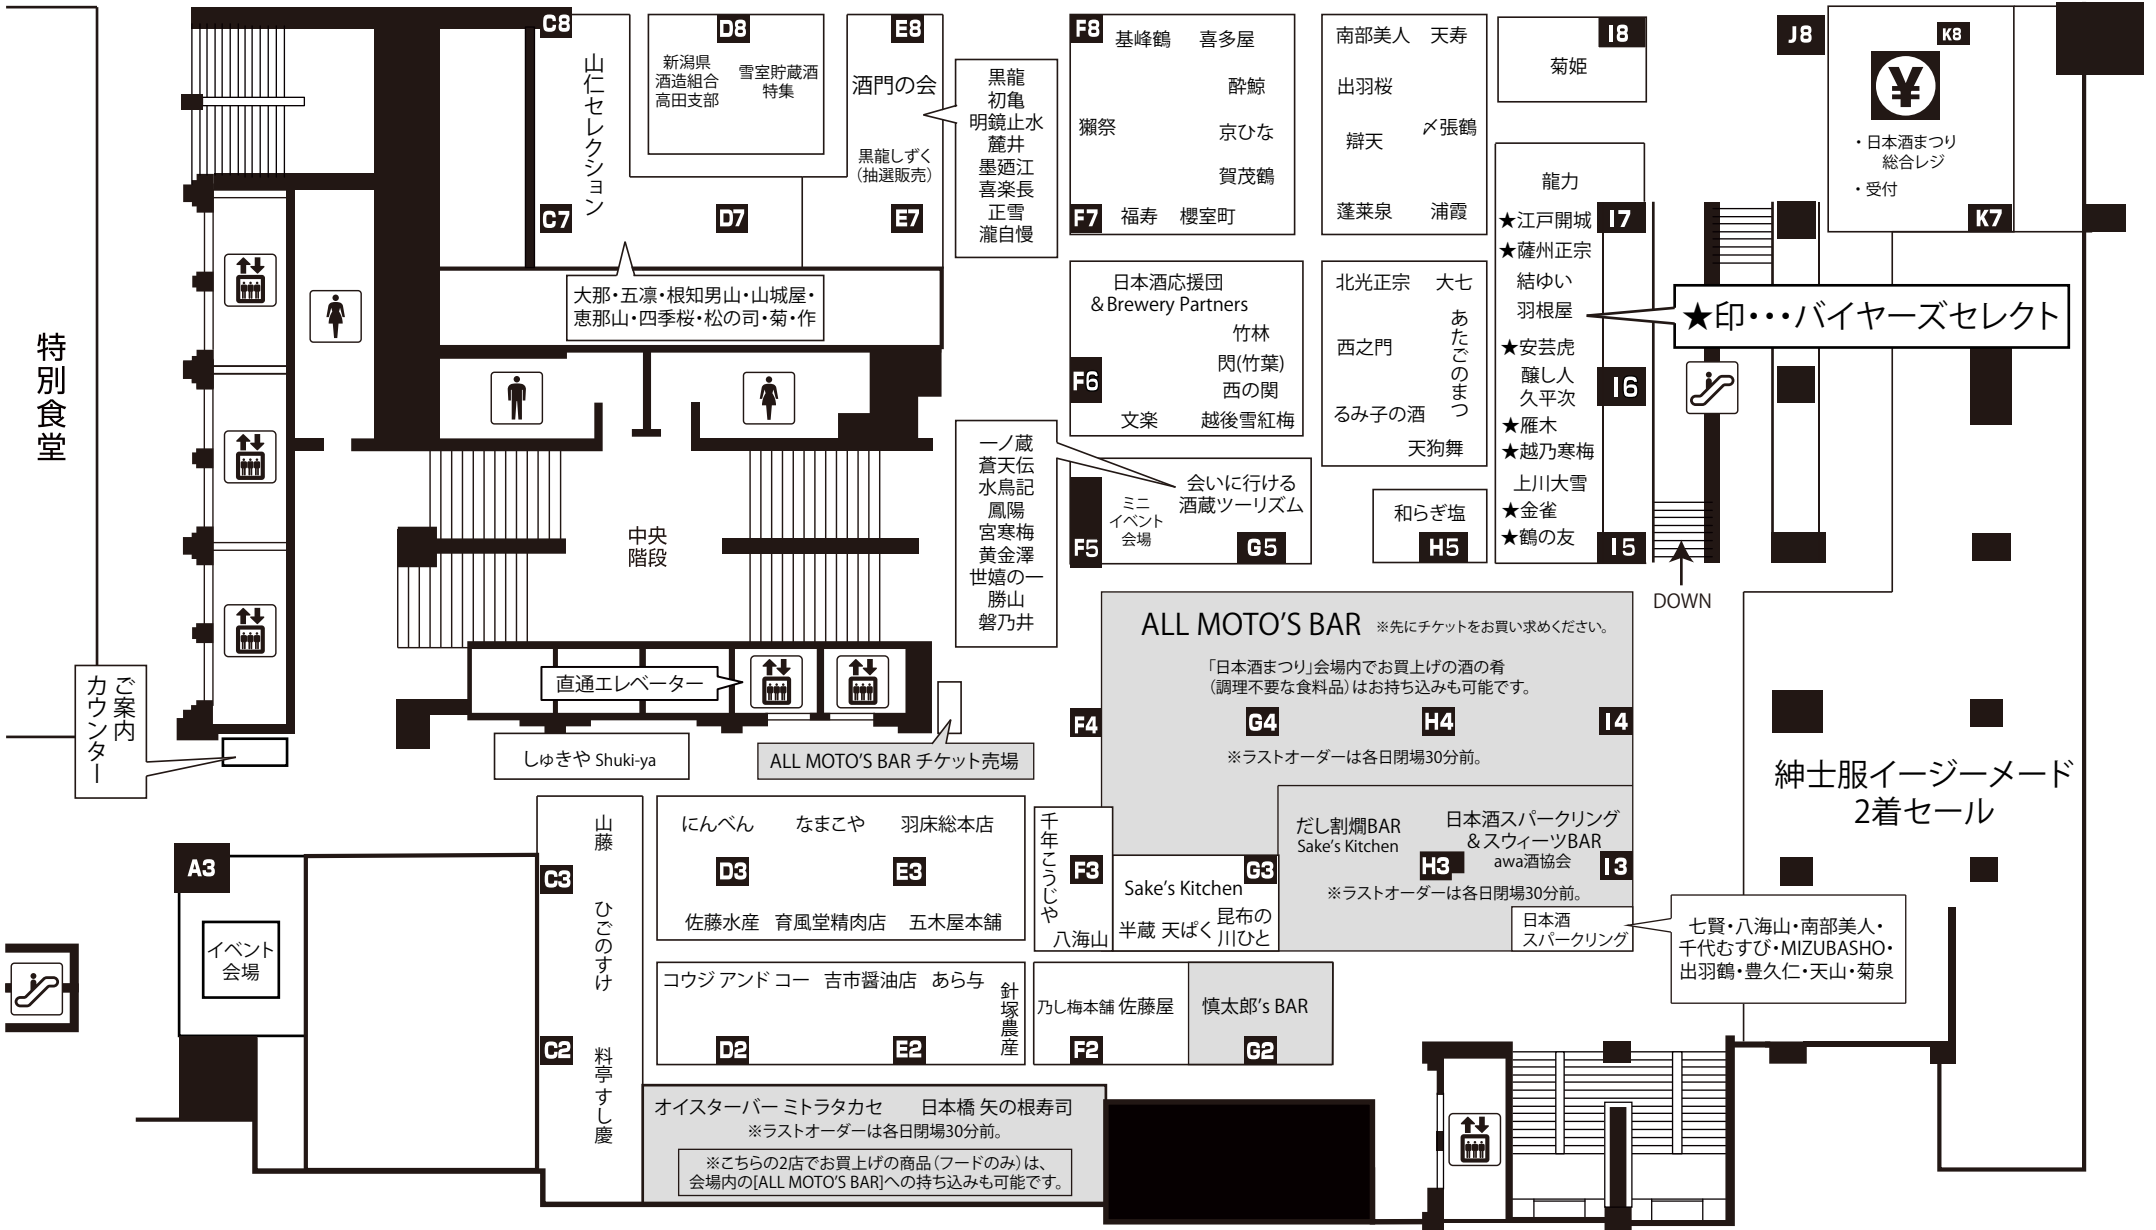 特別食堂
ご案内
カウンター
C8
山仁セレクション
C7
D8
新潟県
酒造組合
高田支部
雪室貯蔵酒
特集
D7
E8
酒門の会
黒龍しずく
（抽選販売）
E7
黒龍
初亀
明鏡止水
麓井
墨廼江
喜楽長
正雪
瀧自慢
大那・五凛・根知男山・山城屋・
恵那山・四季桜・松の司・菊・作
F8
基峰鶴 喜多屋
酔鯨
獺祭
京ひな
賀茂鶴
F7
福寿 櫻室町
南部美人 天寿
出羽桜
〆張鶴
辯天
蓬莱泉 浦霞
I8
菊姫
J8
K8
¥
・日本酒まつり
総合レジ
・受付
K7
龍力
★江戸開城
I7
★薩州正宗
結ゆい
羽根屋
★安芸虎
醸し人
久平次
I6
★雁木
★越乃寒梅
上川大雪
★金雀
★鶴の友
I5
★印・・・バイヤーズセレクト
日本酒応援団
＆Brewery Partners
竹林
閃(竹葉)
西の関
F6
文楽 越後雪紅梅
北光正宗 大七
西之門
あたごのまつ
るみ子の酒
天狗舞
一ノ蔵
蒼天伝
水鳥記
鳳陽
宮寒梅
黄金澤
世嬉の一
勝山
磐乃井
会いに行ける
酒蔵ツーリズム
ミニ
イベント
会場
F5
G5
和らぎ塩
H5
DOWN
中央
階段
直通エレベーター
しゅきや Shuki-ya
ALL MOTO'S BAR チケット売場
ALL MOTO'S BAR ※先にチケットをお買い求めください。
「日本酒まつり」会場内でお買上げの酒の肴
（調理不要な食料品）はお持ち込みも可能です。
F4
G4
H4
I4
※ラストオーダーは各日閉場30分前。
だし割燗BAR
Sake's Kitchen
日本酒スパークリング
＆スウィーツBAR
awa酒協会
H3
I3
※ラストオーダーは各日閉場30分前。
日本酒
スパークリング
七賢・八海山・南部美人・
千代むすび・MIZUBASHO・
出羽鶴・豊久仁・天山・菊泉
紳士服イージーメード
2着セール
A3
イベント
会場
C3
山藤
ひごのすけ
C2
料亭 すし慶
にんべん なまこや 羽床総本店
D3
E3
佐藤水産 育風堂精肉店 五木屋本舗
千年こうじや
F3
八海山
G3
Sake's Kitchen
半蔵 天ぱく
昆布の
川ひと
コウジ アンド コー 吉市醤油店 あら与
針塚農産
D2
E2
乃し梅本舗 佐藤屋
F2
慎太郎's BAR
G2
オイスターバー ミトラタカセ 日本橋 矢の根寿司
※ラストオーダーは各日閉場30分前。
※こちらの2店でお買上げの商品（フードのみ）は、
会場内の[ALL MOTO'S BAR]への持ち込みも可能です。